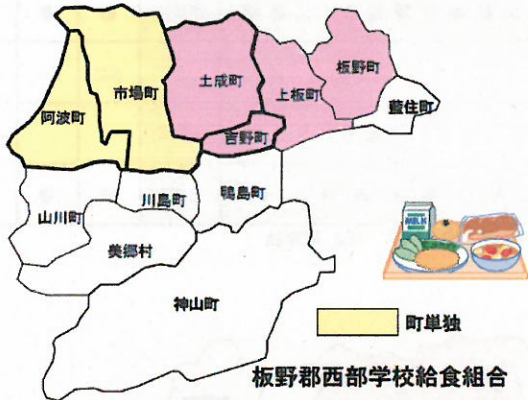 板野町
土成町
市場町
上板町
藍住町
阿波町
吉野町
鴨島町
川島町
山川町
美郷村
神山町
MILK
町単独
板野郡西部学校給食組合